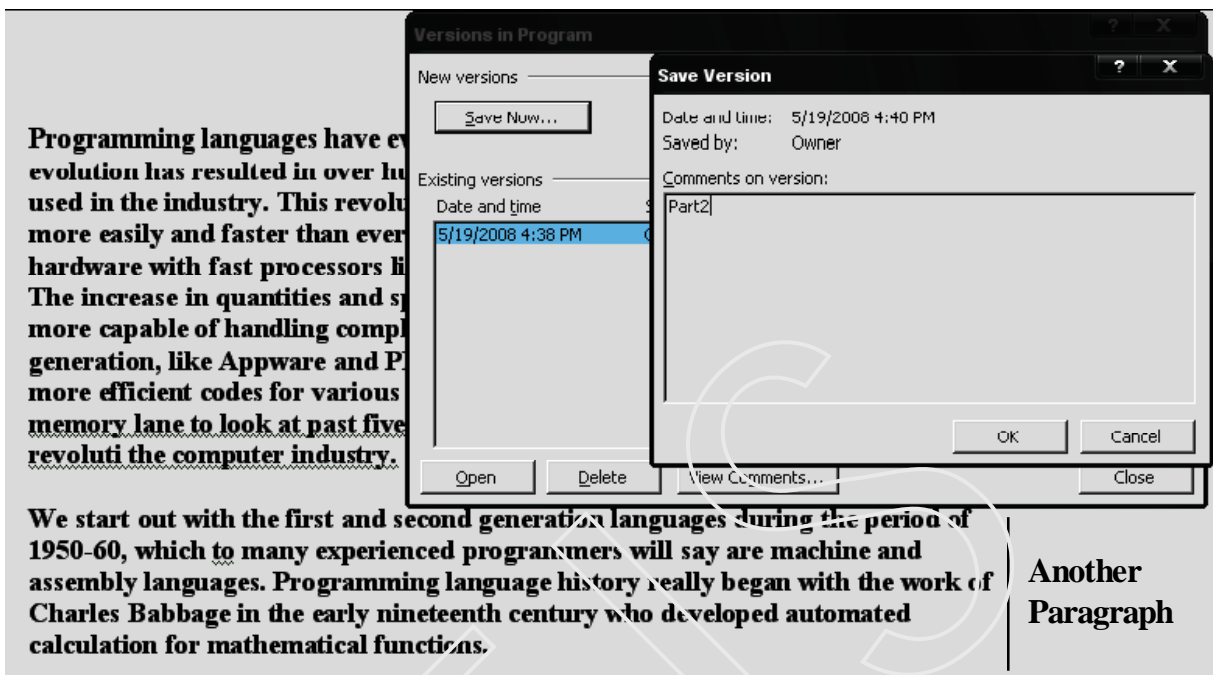 Versions in Program
? X
New versions
Save Now...
Existing versions
Date and time
5/19/2008 4:38 PM
Open
Delete
View Comments...
Close
Save Version
? X
Date and time: 5/19/2008 4:40 PM
Saved by: Owner
Comments on version:
Part2
OK
Cancel
Programming languages have
evolution has resulted in over
used in the industry. This
more easily and faster than ever
hardware with fast processors
The increase in quantities and
more capable of handling
generation, like Appware and
more efficient codes for various
memory lane to look at past five
revoluti the computer industry.
We start out with the first and second generation languages during the period of
1950-60, which to many experienced programmers will say are machine and
assembly languages. Programming language history really began with the work of
Charles Babbage in the early nineteenth century who developed automated
calculation for mathematical functions.
Another
Paragraph